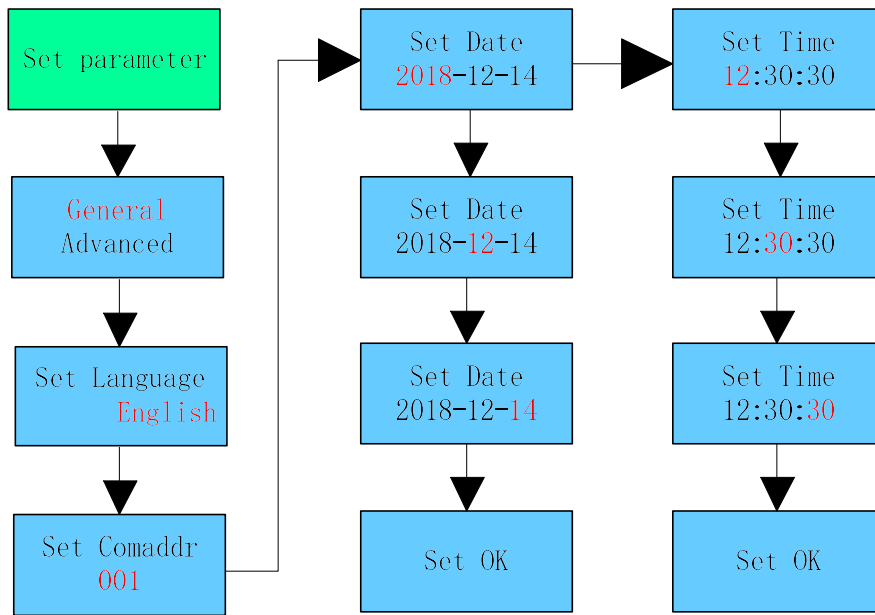 Set parameter
General
Advanced
Set Language
English
Set Comaddr
001
Set Date
2018-12-14
Set Date
2018-12-14
Set Date
2018-12-14
Set OK
Set Time
12:30:30
Set Time
12:30:30
Set Time
12:30:30
Set OK